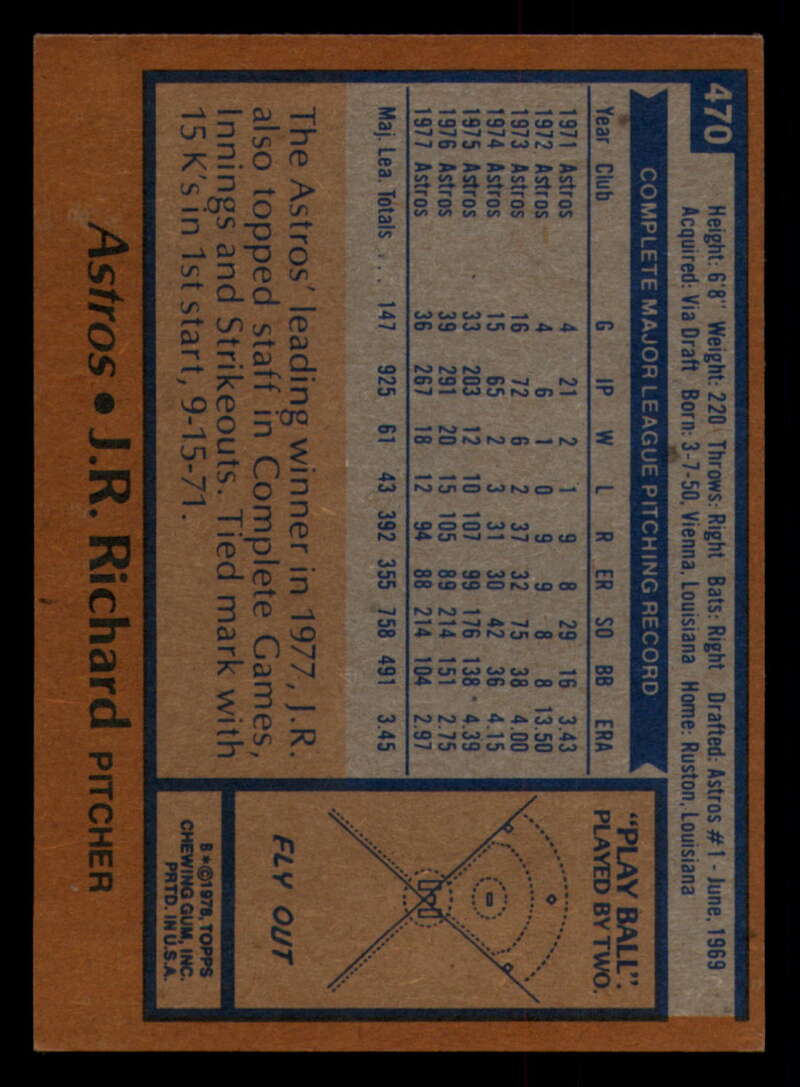 470
Height: 6'8" Weight: 220 Throws: Right Bats: Right Drafted: Astros #1 - June, 1969
Acquired: Via Draft Born: 3-7-50, Vienna, Louisiana Home: Ruston, Louisiana
COMPLETE MAJOR LEAGUE PITCHING RECORD
Year Club G IP W L R ER SO BB ERA
1971 Astros 4 21 2 1 9 8 29 16 3.43
1972 Astros 4 6 1 0 9 9 8 8 13.50
1973 Astros 16 72 6 2 37 32 75 38 4.00
1974 Astros 15 65 2 3 31 30 42 36 4.15
1975 Astros 33 203 12 10 107 99 176 138 4.39
1976 Astros 39 291 20 15 105 89 214 151 2.75
1977 Astros 36 267 18 12 94 88 214 104 2.97
Maj. Lea. Totals ... 147 925 61 43 392 355 758 491 3.45
The Astros' leading winner in 1977, J.R.
also topped staff in Complete Games,
Innings and Strikeouts. Tied mark with
15 K's in 1st start, 9-15-71.
"PLAY BALL":
PLAYED BY TWO.
FLY OUT
B*©1978, TOPPS
CHEWING GUM, INC.
PRTD. IN U.S.A.
Astros • J.R. Richard PITCHER